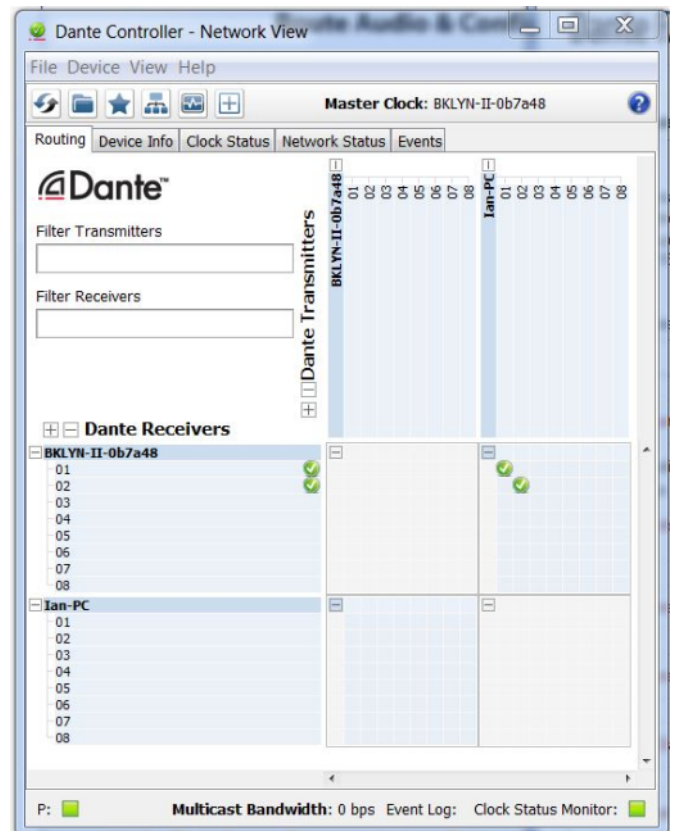 Dante Controller - Network View
File Device View Help
Master Clock: BKLYN-II-0b7a48
Routing Device Info Clock Status Network Status Events
Dante™
Filter Transmitters
Filter Receivers
Dante Transmitters
BKLYN-II-0b7a48
01 02 03 04 05 06 07 08
Ian-PC
01 02 03 04 05 06 07 08
Dante Receivers
BKLYN-II-0b7a48
01
02
03
04
05
06
07
08
Ian-PC
01
02
03
04
05
06
07
08
P: Multicast Bandwidth: 0 bps Event Log: Clock Status Monitor: